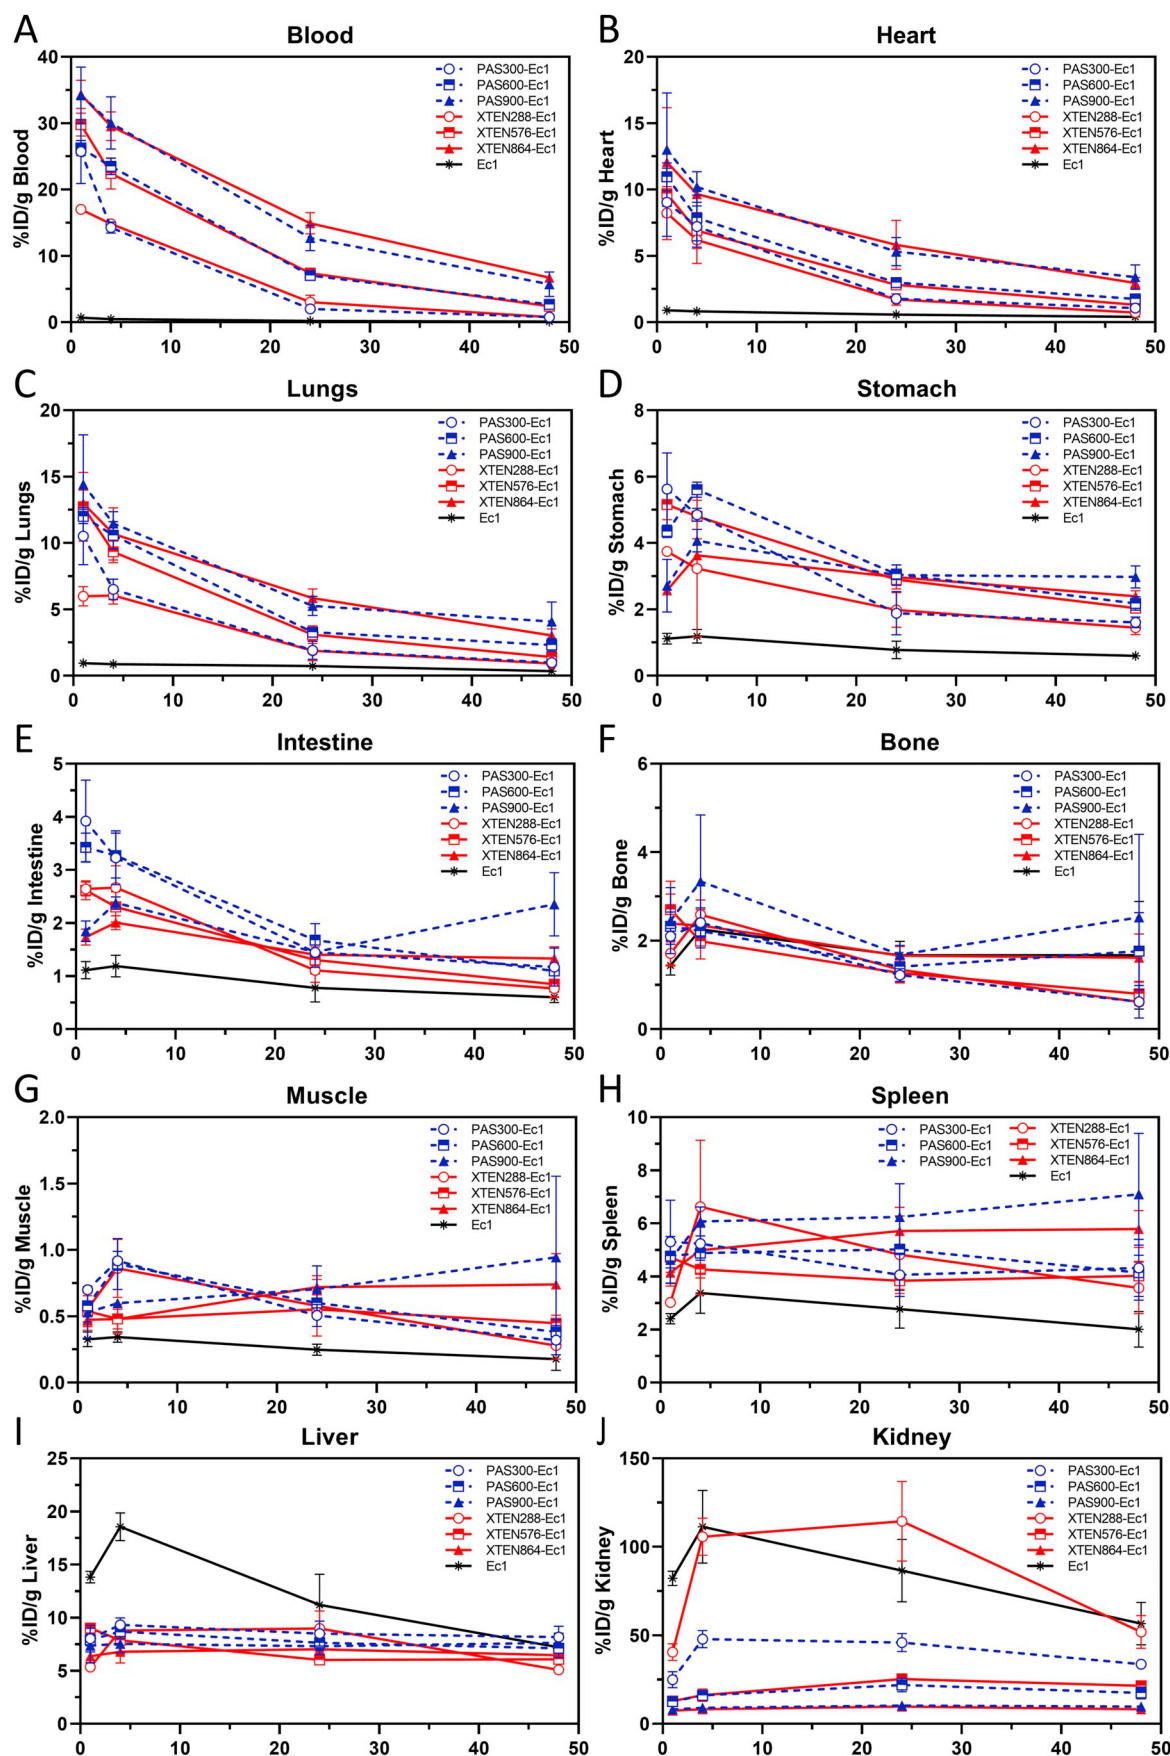 A
Blood
%ID/g Blood
40
30
20
10
0
0 10 20 30 40 50
PAS300-Ec1
PAS600-Ec1
PAS900-Ec1
XTEN288-Ec1
XTEN576-Ec1
XTEN864-Ec1
Ec1
B
Heart
%ID/g Heart
20
15
10
5
0
0 10 20 30 40 50
PAS300-Ec1
PAS600-Ec1
PAS900-Ec1
XTEN288-Ec1
XTEN576-Ec1
XTEN864-Ec1
Ec1
C
Lungs
%ID/g Lungs
20
15
10
5
0
0 10 20 30 40 50
PAS300-Ec1
PAS600-Ec1
PAS900-Ec1
XTEN288-Ec1
XTEN576-Ec1
XTEN864-Ec1
Ec1
D
Stomach
%ID/g Stomach
8
6
4
2
0
0 10 20 30 40 50
PAS300-Ec1
PAS600-Ec1
PAS900-Ec1
XTEN288-Ec1
XTEN576-Ec1
XTEN864-Ec1
Ec1
E
Intestine
%ID/g Intestine
5
4
3
2
1
0
0 10 20 30 40 50
PAS300-Ec1
PAS600-Ec1
PAS900-Ec1
XTEN288-Ec1
XTEN576-Ec1
XTEN864-Ec1
Ec1
F
Bone
%ID/g Bone
6
4
2
0
0 10 20 30 40 50
PAS300-Ec1
PAS600-Ec1
PAS900-Ec1
XTEN288-Ec1
XTEN576-Ec1
XTEN864-Ec1
Ec1
G
Muscle
%ID/g Muscle
2.0
1.5
1.0
0.5
0.0
0 10 20 30 40 50
PAS300-Ec1
PAS600-Ec1
PAS900-Ec1
XTEN288-Ec1
XTEN576-Ec1
XTEN864-Ec1
Ec1
H
Spleen
%ID/g Spleen
10
8
6
4
2
0
0 10 20 30 40 50
PAS300-Ec1
PAS600-Ec1
PAS900-Ec1
XTEN288-Ec1
XTEN576-Ec1
XTEN864-Ec1
Ec1
I
Liver
%ID/g Liver
25
20
15
10
5
0
0 10 20 30 40 50
PAS300-Ec1
PAS600-Ec1
PAS900-Ec1
XTEN288-Ec1
XTEN576-Ec1
XTEN864-Ec1
Ec1
J
Kidney
%ID/g Kidney
150
100
50
0
0 10 20 30 40 50
PAS300-Ec1
PAS600-Ec1
PAS900-Ec1
XTEN288-Ec1
XTEN576-Ec1
XTEN864-Ec1
Ec1